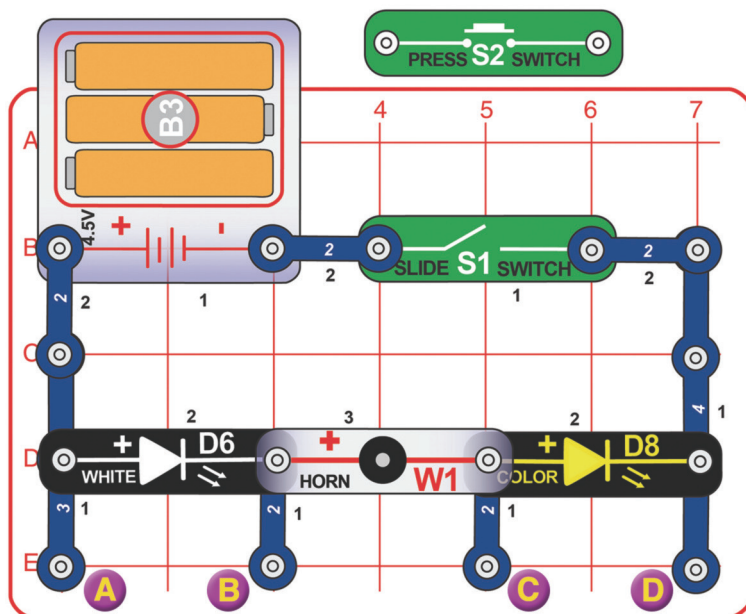 PRESS S2 SWITCH
B3
4 5 6 7
A
4.5V + -
B
2 SLIDE S1 SWITCH 2
2 2 1 2 1 2
C
2 3 2 4 1
+ D6 + + D8
D
WHITE HORN W1 COLOR
3 1 2 1 2 1
E
A B C D